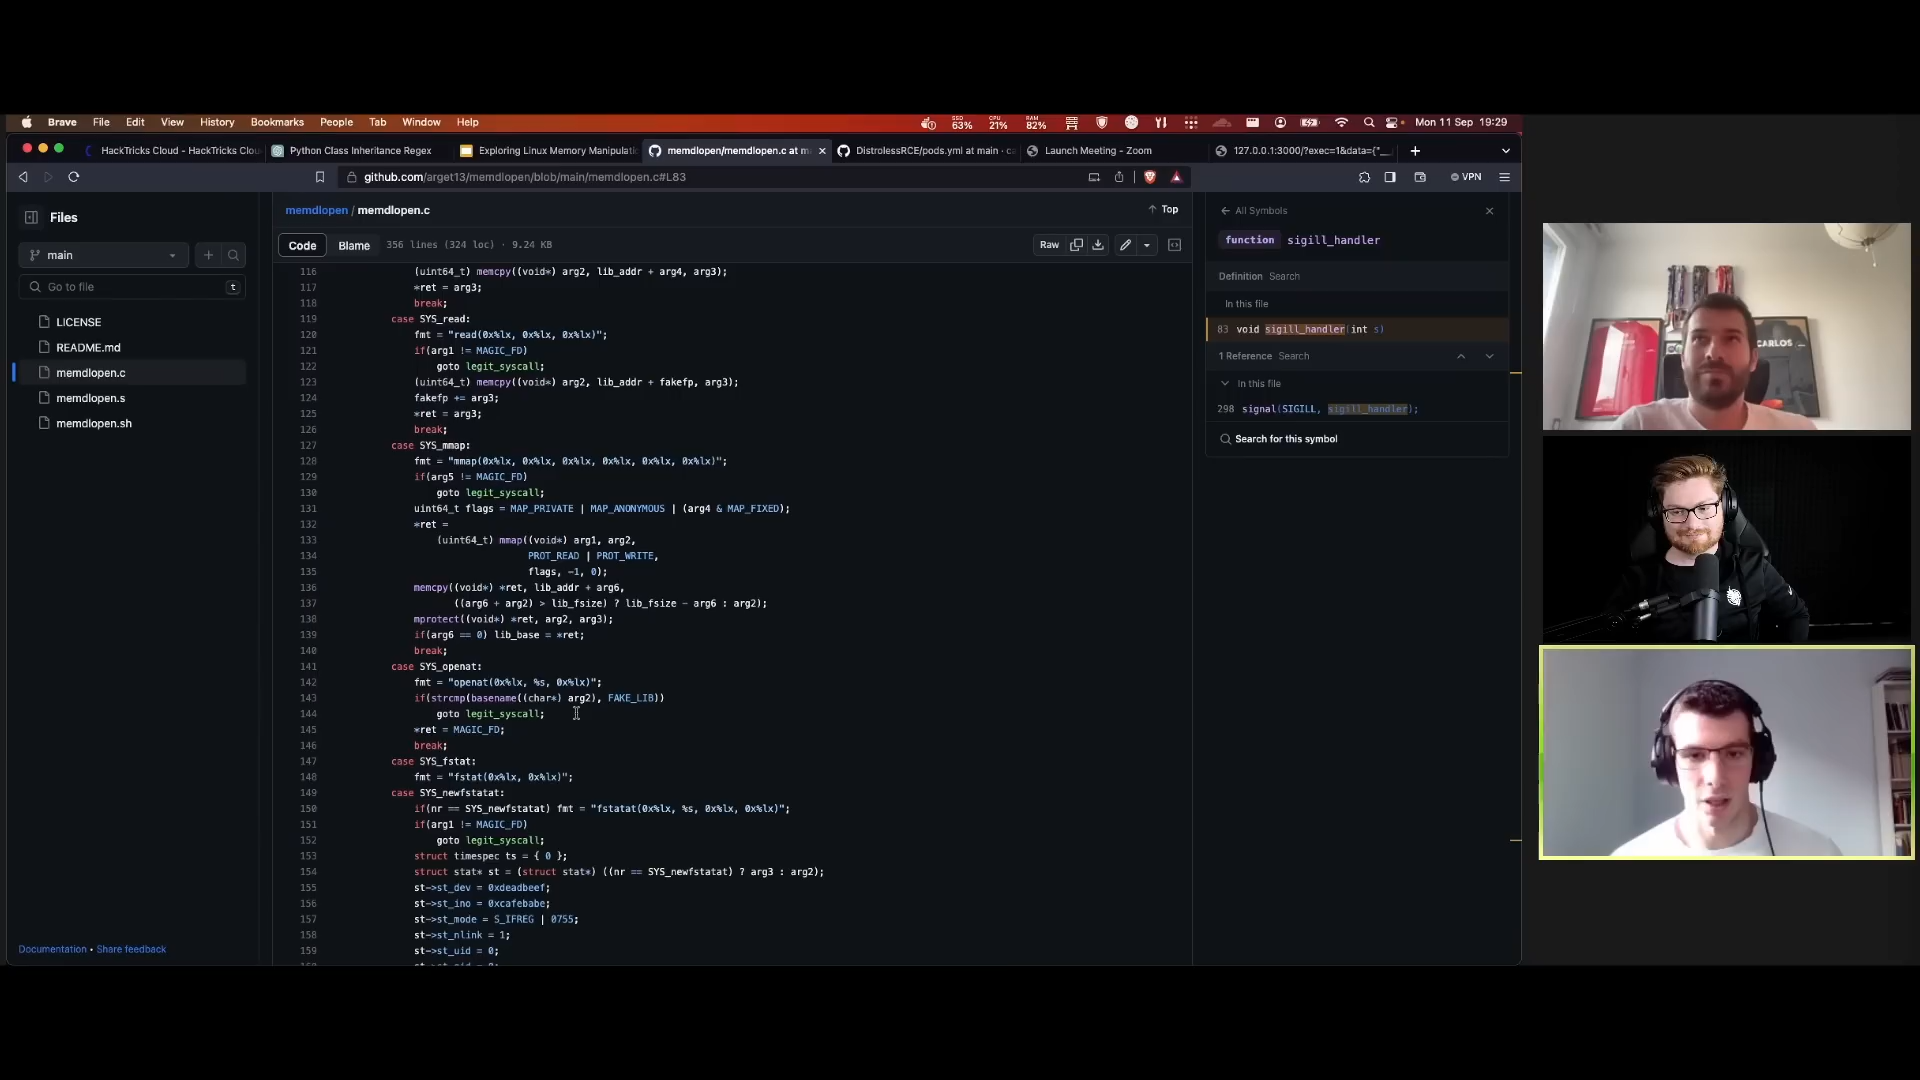 Brave File Edit View History Bookmarks People Tab Window Help
SSD 63% CPU 21% RAM 82% Mon 11 Sep 19:29
HackTricks Cloud - HackTricks Clou
Python Class Inheritance Regex
Exploring Linux Memory Manipulati
memdlopen/memdlopen.c at m
DistrolessRCE/pods.yml at main · c
Launch Meeting - Zoom
127.0.0.1:3000/?exec=1&data={"__
github.com/arget13/memdlopen/blob/main/memdlopen.c#L83
VPN
Files
main
Go to file t
LICENSE
README.md
memdlopen.c
memdlopen.s
memdlopen.sh
Documentation • Share feedback
memdlopen / memdlopen.c
Top
Code Blame 356 lines (324 loc) · 9.24 KB
Raw
116 (uint64_t) memcpy((void*) arg2, lib_addr + arg4, arg3);
117 *ret = arg3;
118 break;
119 case SYS_read:
120 fmt = "read(0x%lx, 0x%lx, 0x%lx)";
121 if(arg1 != MAGIC_FD)
122 goto legit_syscall;
123 (uint64_t) memcpy((void*) arg2, lib_addr + fakefp, arg3);
124 fakefp += arg3;
125 *ret = arg3;
126 break;
127 case SYS_mmap:
128 fmt = "mmap(0x%lx, 0x%lx, 0x%lx, 0x%lx, 0x%lx, 0x%lx)";
129 if(arg5 != MAGIC_FD)
130 goto legit_syscall;
131 uint64_t flags = MAP_PRIVATE | MAP_ANONYMOUS | (arg4 & MAP_FIXED);
132 *ret =
133 (uint64_t) mmap((void*) arg1, arg2,
134 PROT_READ | PROT_WRITE,
135 flags, -1, 0);
136 memcpy((void*) *ret, lib_addr + arg6,
137 ((arg6 + arg2) > lib_fsize) ? lib_fsize - arg6 : arg2);
138 mprotect((void*) *ret, arg2, arg3);
139 if(arg6 == 0) lib_base = *ret;
140 break;
141 case SYS_openat:
142 fmt = "openat(0x%lx, %s, 0x%lx)";
143 if(strcmp(basename((char*) arg2), FAKE_LIB))
144 goto legit_syscall;
145 *ret = MAGIC_FD;
146 break;
147 case SYS_fstat:
148 fmt = "fstat(0x%lx, 0x%lx)";
149 case SYS_newfstatat:
150 if(nr == SYS_newfstatat) fmt = "fstatat(0x%lx, %s, 0x%lx, 0x%lx)";
151 if(arg1 != MAGIC_FD)
152 goto legit_syscall;
153 struct timespec ts = { 0 };
154 struct stat* st = (struct stat*) ((nr == SYS_newfstatat) ? arg3 : arg2);
155 st->st_dev = 0xdeadbeef;
156 st->st_ino = 0xcafebabe;
157 st->st_mode = S_IFREG | 0755;
158 st->st_nlink = 1;
159 st->st_uid = 0;
All Symbols
function sigill_handler
Definition Search
In this file
83 void sigill_handler(int s)
1 Reference Search
In this file
298 signal(SIGILL, sigill_handler);
Search for this symbol
CARLOS